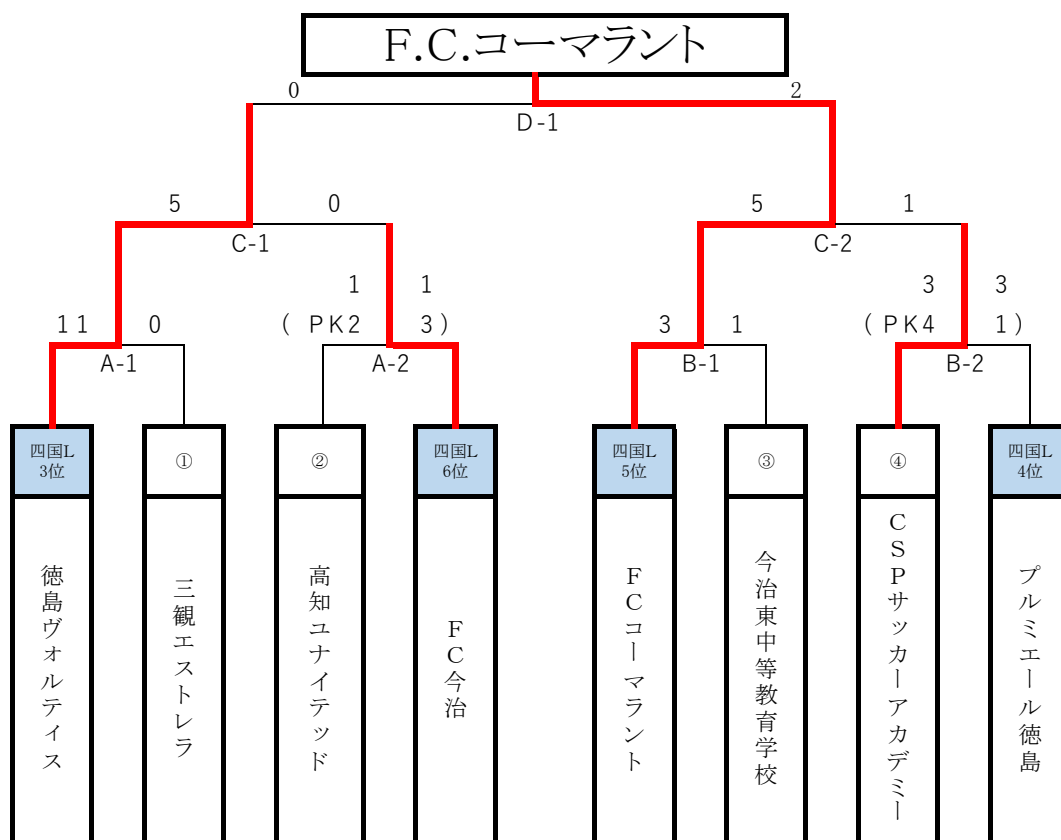 F.C.コーマラント
0 2
D-1
5 0 5 1
C-1 C-2
1 1 3 3
11 0 ( PK2 3) 3 1 (PK4 1)
A-1 A-2 B-1 B-2
四国L
3位
①
②
四国L
6位
四国L
5位
③
④
四国L
4位
徳島ヴォルティス
三観エストレラ
高知ユナイテッド
FC今治
FCコーマラント
今治東中等教育学校
CSPサッカーアカデミー
プルミエール徳島